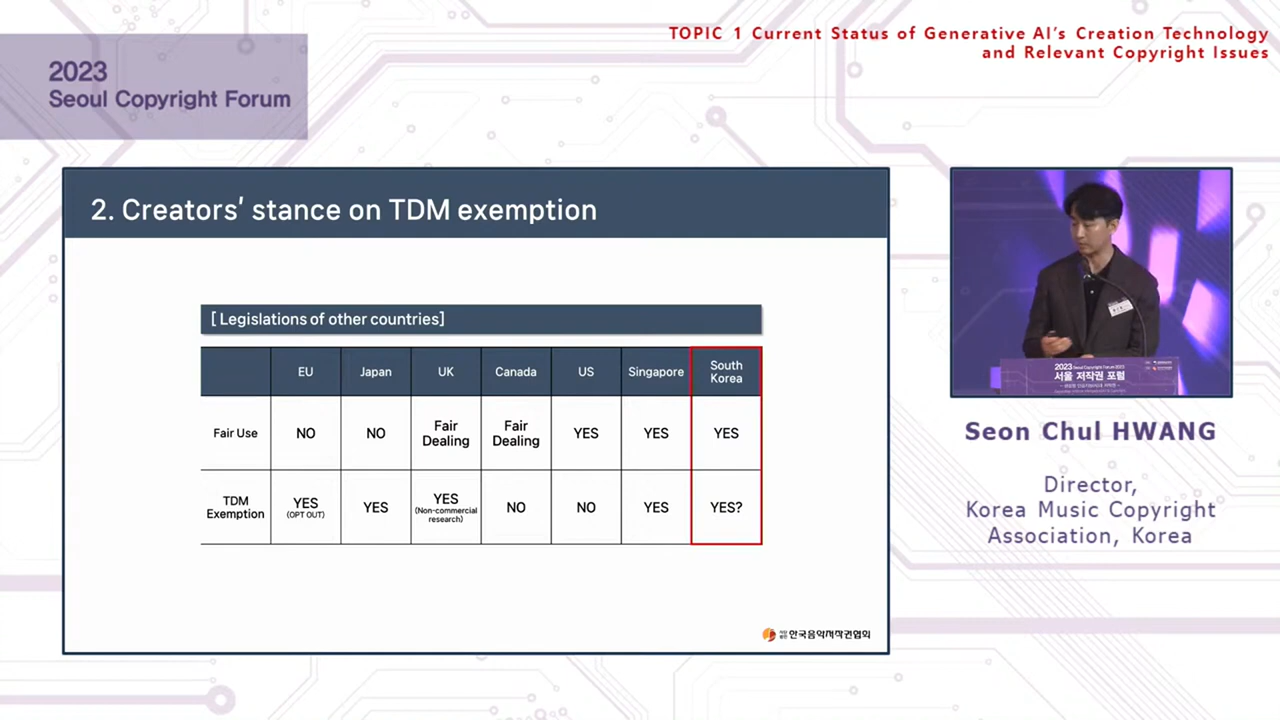 TOPIC 1 Current Status of Generative AI's Creation Technology
and Relevant Copyright Issues
2023
Seoul Copyright Forum
2. Creators' stance on TDM exemption
[ Legislations of other countries]
EU Japan UK Canada US Singapore South Korea
Fair Use NO NO Fair Dealing Fair Dealing YES YES YES
TDM Exemption YES (OPT OUT) YES YES (Non-commercial research) NO NO YES YES?
한국음악저작권협회
2023 Seoul Copyright Forum 2023
서울 저작권 포럼
Seon Chul HWANG
Director,
Korea Music Copyright
Association, Korea